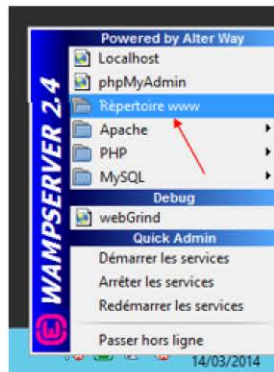 Powered by Alter Way
Localhost
phpMyAdmin
Répertoire www
Apache
PHP
MySQL
Debug
webGrind
Quick Admin
Démarrer les services
Arrêter les services
Redémarrer les services
Passer hors ligne
WAMPSERVER 2.4
14/03/2014